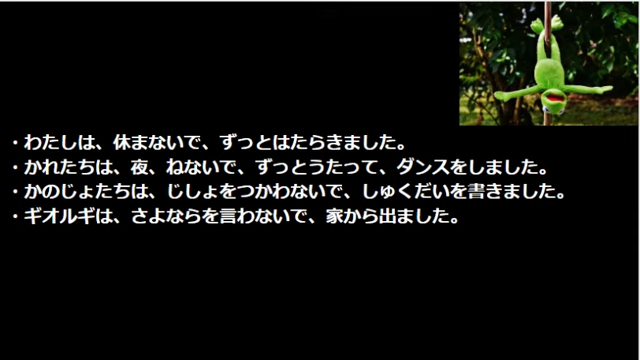 ・わたしは、休まないで、ずっとはたらきました。
・かれたちは、夜、ねないで、ずっとうたって、ダンスをしました。
・かのじょたちは、じしょをつかわないで、しゅくだいを書きました。
・ギオルギは、さよならを言わないで、家から出ました。